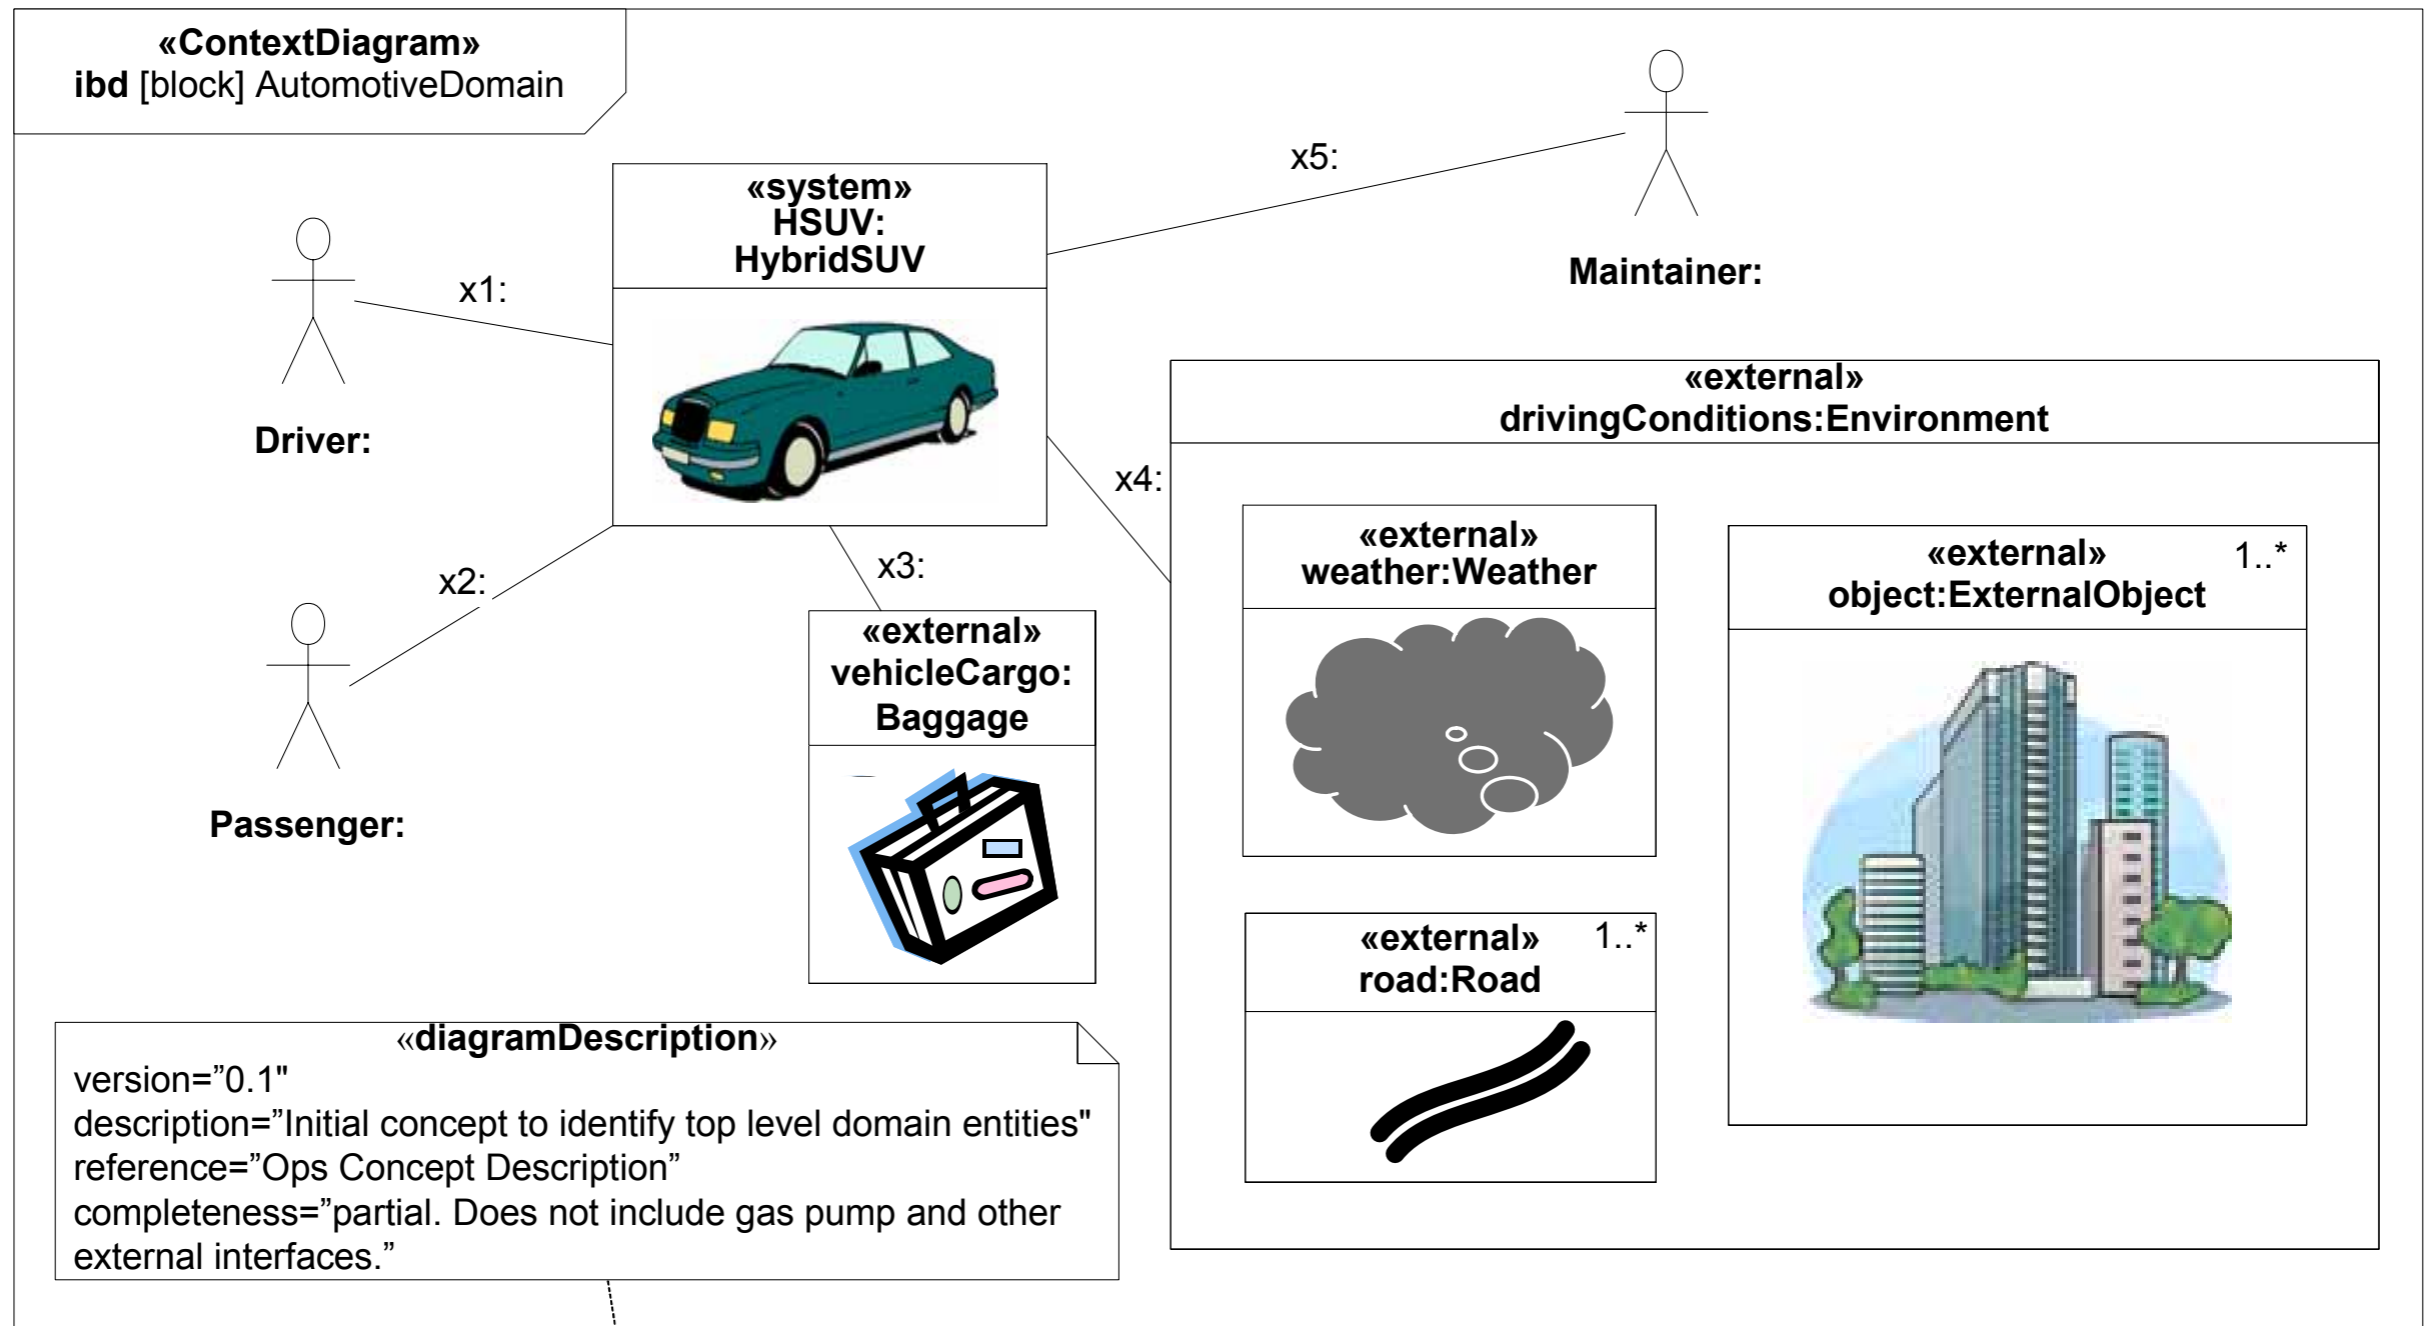 «ContextDiagram»
ibd [block] AutomotiveDomain
x5:
«system»
HSUV:
HybridSUV
Maintainer:
x1:
Driver:
«external»
drivingConditions:Environment
x4:
x2:
x3:
«external»
weather:Weather
«external» 1..*
object:ExternalObject
«external»
vehicleCargo:
Baggage
Passenger:
«external» 1..*
road:Road
«diagramDescription»
version=”0.1"
description=”Initial concept to identify top level domain entities"
reference=”Ops Concept Description”
completeness=”partial. Does not include gas pump and other
external interfaces.”